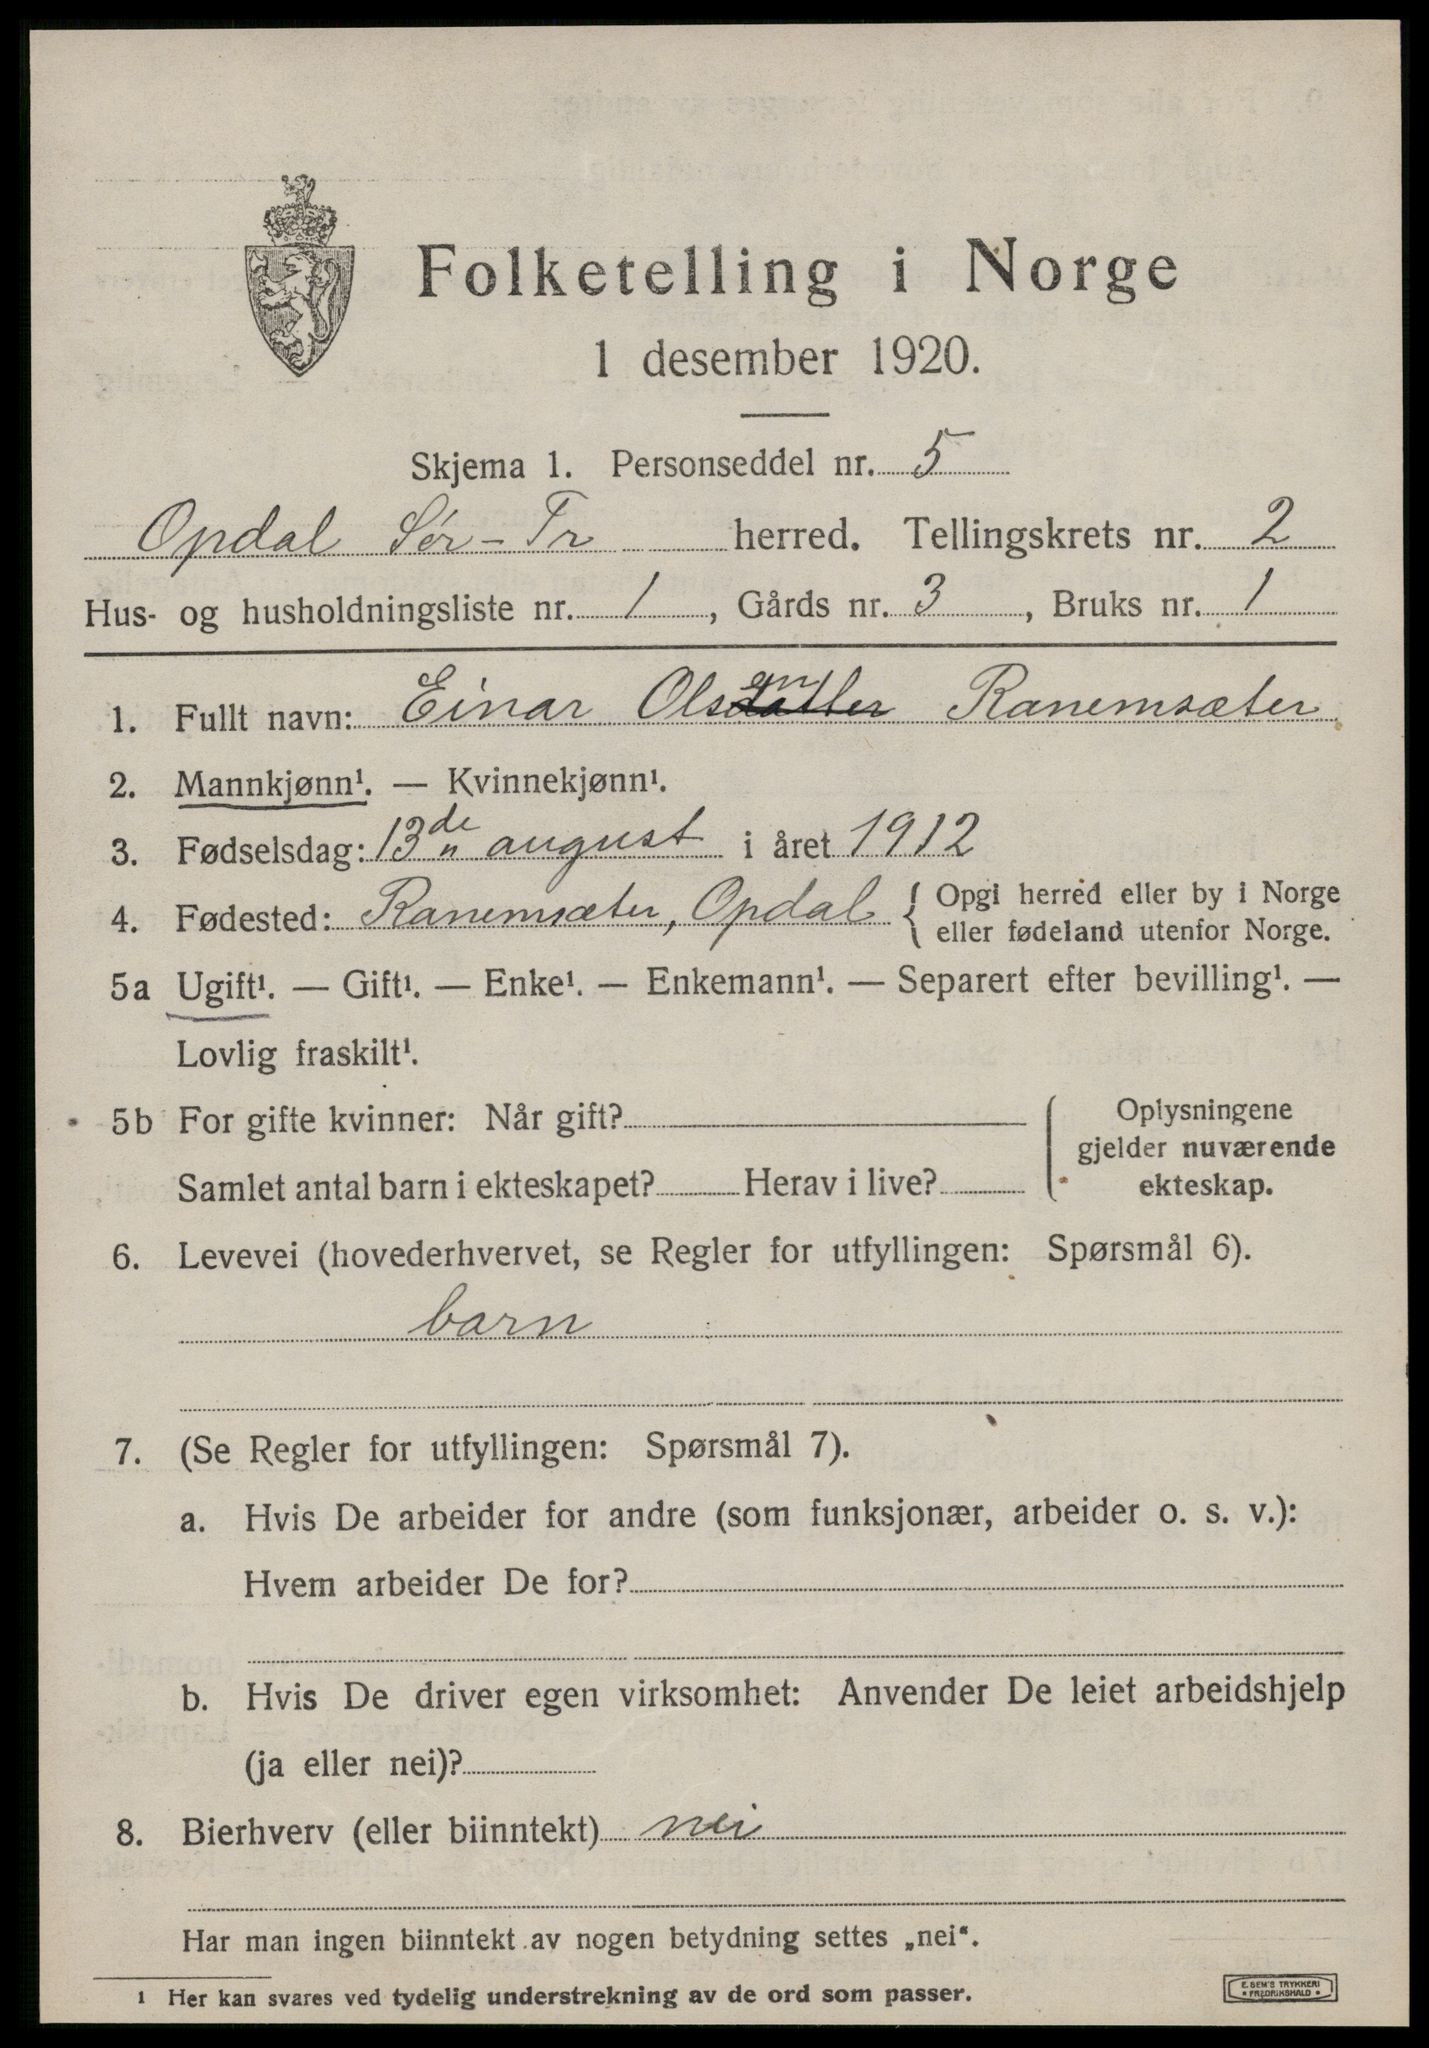 Folketelling i Norge
1 desember 1920.
Skjema 1. Personseddel nr. 5
Opdal Sör-Tr herred. Tellingskrets nr. 2
Hus- og husholdningsliste nr. 1, Gårds nr. 3, Bruks nr. 1
1. Fullt navn: Einar Olsen Ranemsæter
2. Mannkjønn¹. — Kvinnekjønn¹.
3. Fødselsdag: 13de august i året 1912
4. Fødested: Ranemsæter, Opdal { Opgi herred eller by i Norge
eller fødeland utenfor Norge.
5a Ugift¹. — Gift¹. — Enke¹. — Enkemann¹. — Separert efter bevilling¹. —
Lovlig fraskilt¹.
5b For gifte kvinner: Når gift?
Samlet antal barn i ekteskapet? Herav i live?
Oplysningene
gjelder nuværende
ekteskap.
6. Levevei (hovederhvervet, se Regler for utfyllingen: Spørsmål 6).
barn
7. (Se Regler for utfyllingen: Spørsmål 7).
a. Hvis De arbeider for andre (som funksjonær, arbeider o. s. v.):
Hvem arbeider De for?
b. Hvis De driver egen virksomhet: Anvender De leiet arbeidshjelp
(ja eller nei)?
8. Bierhverv (eller biinntekt) nei
Har man ingen biinntekt av nogen betydning settes „nei“.
1 Her kan svares ved tydelig understrekning av de ord som passer.
E. SEM'S TRYKKERI
FREDRIKSHALD